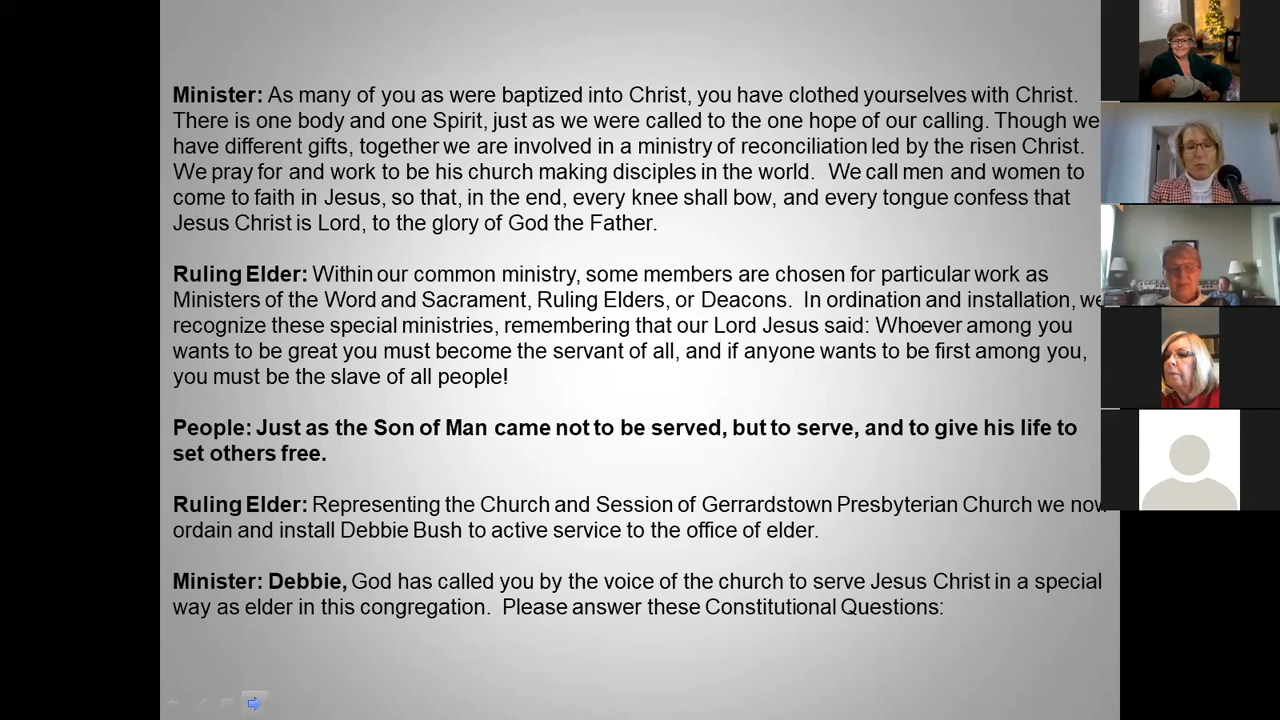 Minister: As many of you as were baptized into Christ, you have clothed yourselves with Christ.
There is one body and one Spirit, just as we were called to the one hope of our calling. Though we
have different gifts, together we are involved in a ministry of reconciliation led by the risen Christ.
We pray for and work to be his church making disciples in the world. We call men and women to
come to faith in Jesus, so that, in the end, every knee shall bow, and every tongue confess that
Jesus Christ is Lord, to the glory of God the Father.
Ruling Elder: Within our common ministry, some members are chosen for particular work as
Ministers of the Word and Sacrament, Ruling Elders, or Deacons. In ordination and installation, we
recognize these special ministries, remembering that our Lord Jesus said: Whoever among you
wants to be great you must become the servant of all, and if anyone wants to be first among you,
you must be the slave of all people!
People: Just as the Son of Man came not to be served, but to serve, and to give his life to
set others free.
Ruling Elder: Representing the Church and Session of Gerrardstown Presbyterian Church we now
ordain and install Debbie Bush to active service to the office of elder.
Minister: Debbie, God has called you by the voice of the church to serve Jesus Christ in a special
way as elder in this congregation. Please answer these Constitutional Questions: